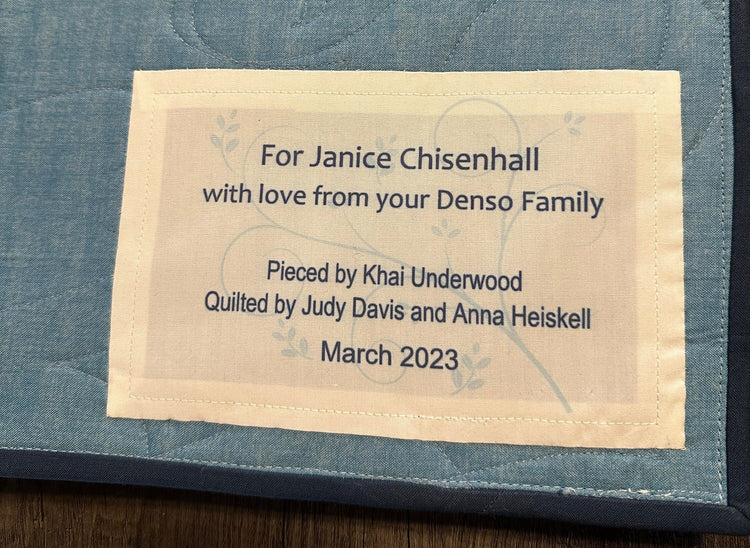 For Janice Chisenhall
with love from your Denso Family
Pieced by Khai Underwood
Quilted by Judy Davis and Anna Heiskell
March 2023